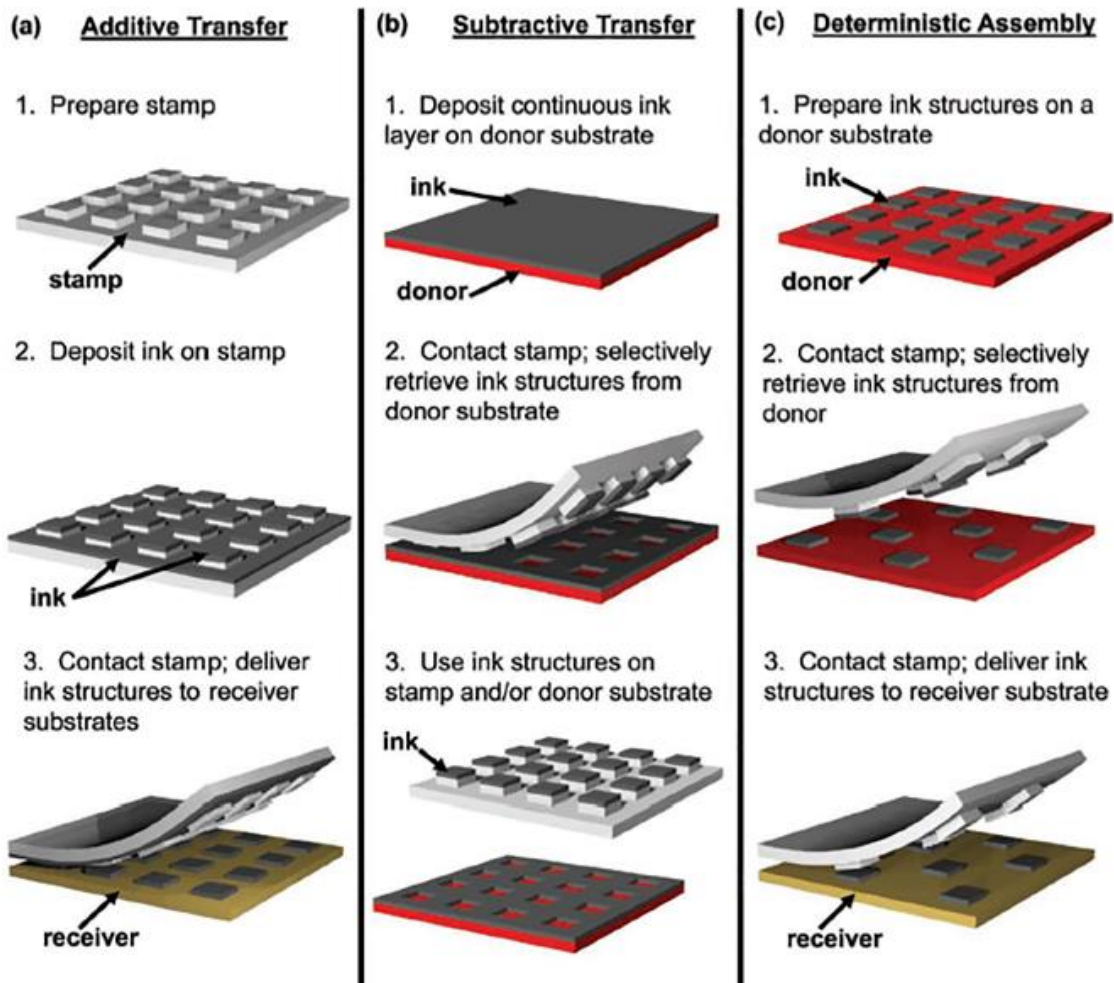 (a) Additive Transfer
1. Prepare stamp
stamp
2. Deposit ink on stamp
ink
3. Contact stamp; deliver
ink structures to receiver
substrates
receiver
(b) Subtractive Transfer
1. Deposit continuous ink
layer on donor substrate
ink
donor
2. Contact stamp; selectively
retrieve ink structures from
donor substrate
3. Use ink structures on
stamp and/or donor substrate
ink
(c) Deterministic Assembly
1. Prepare ink structures on a
donor substrate
ink
donor
2. Contact stamp; selectively
retrieve ink structures from
donor
3. Contact stamp; deliver ink
structures to receiver substrate
receiver